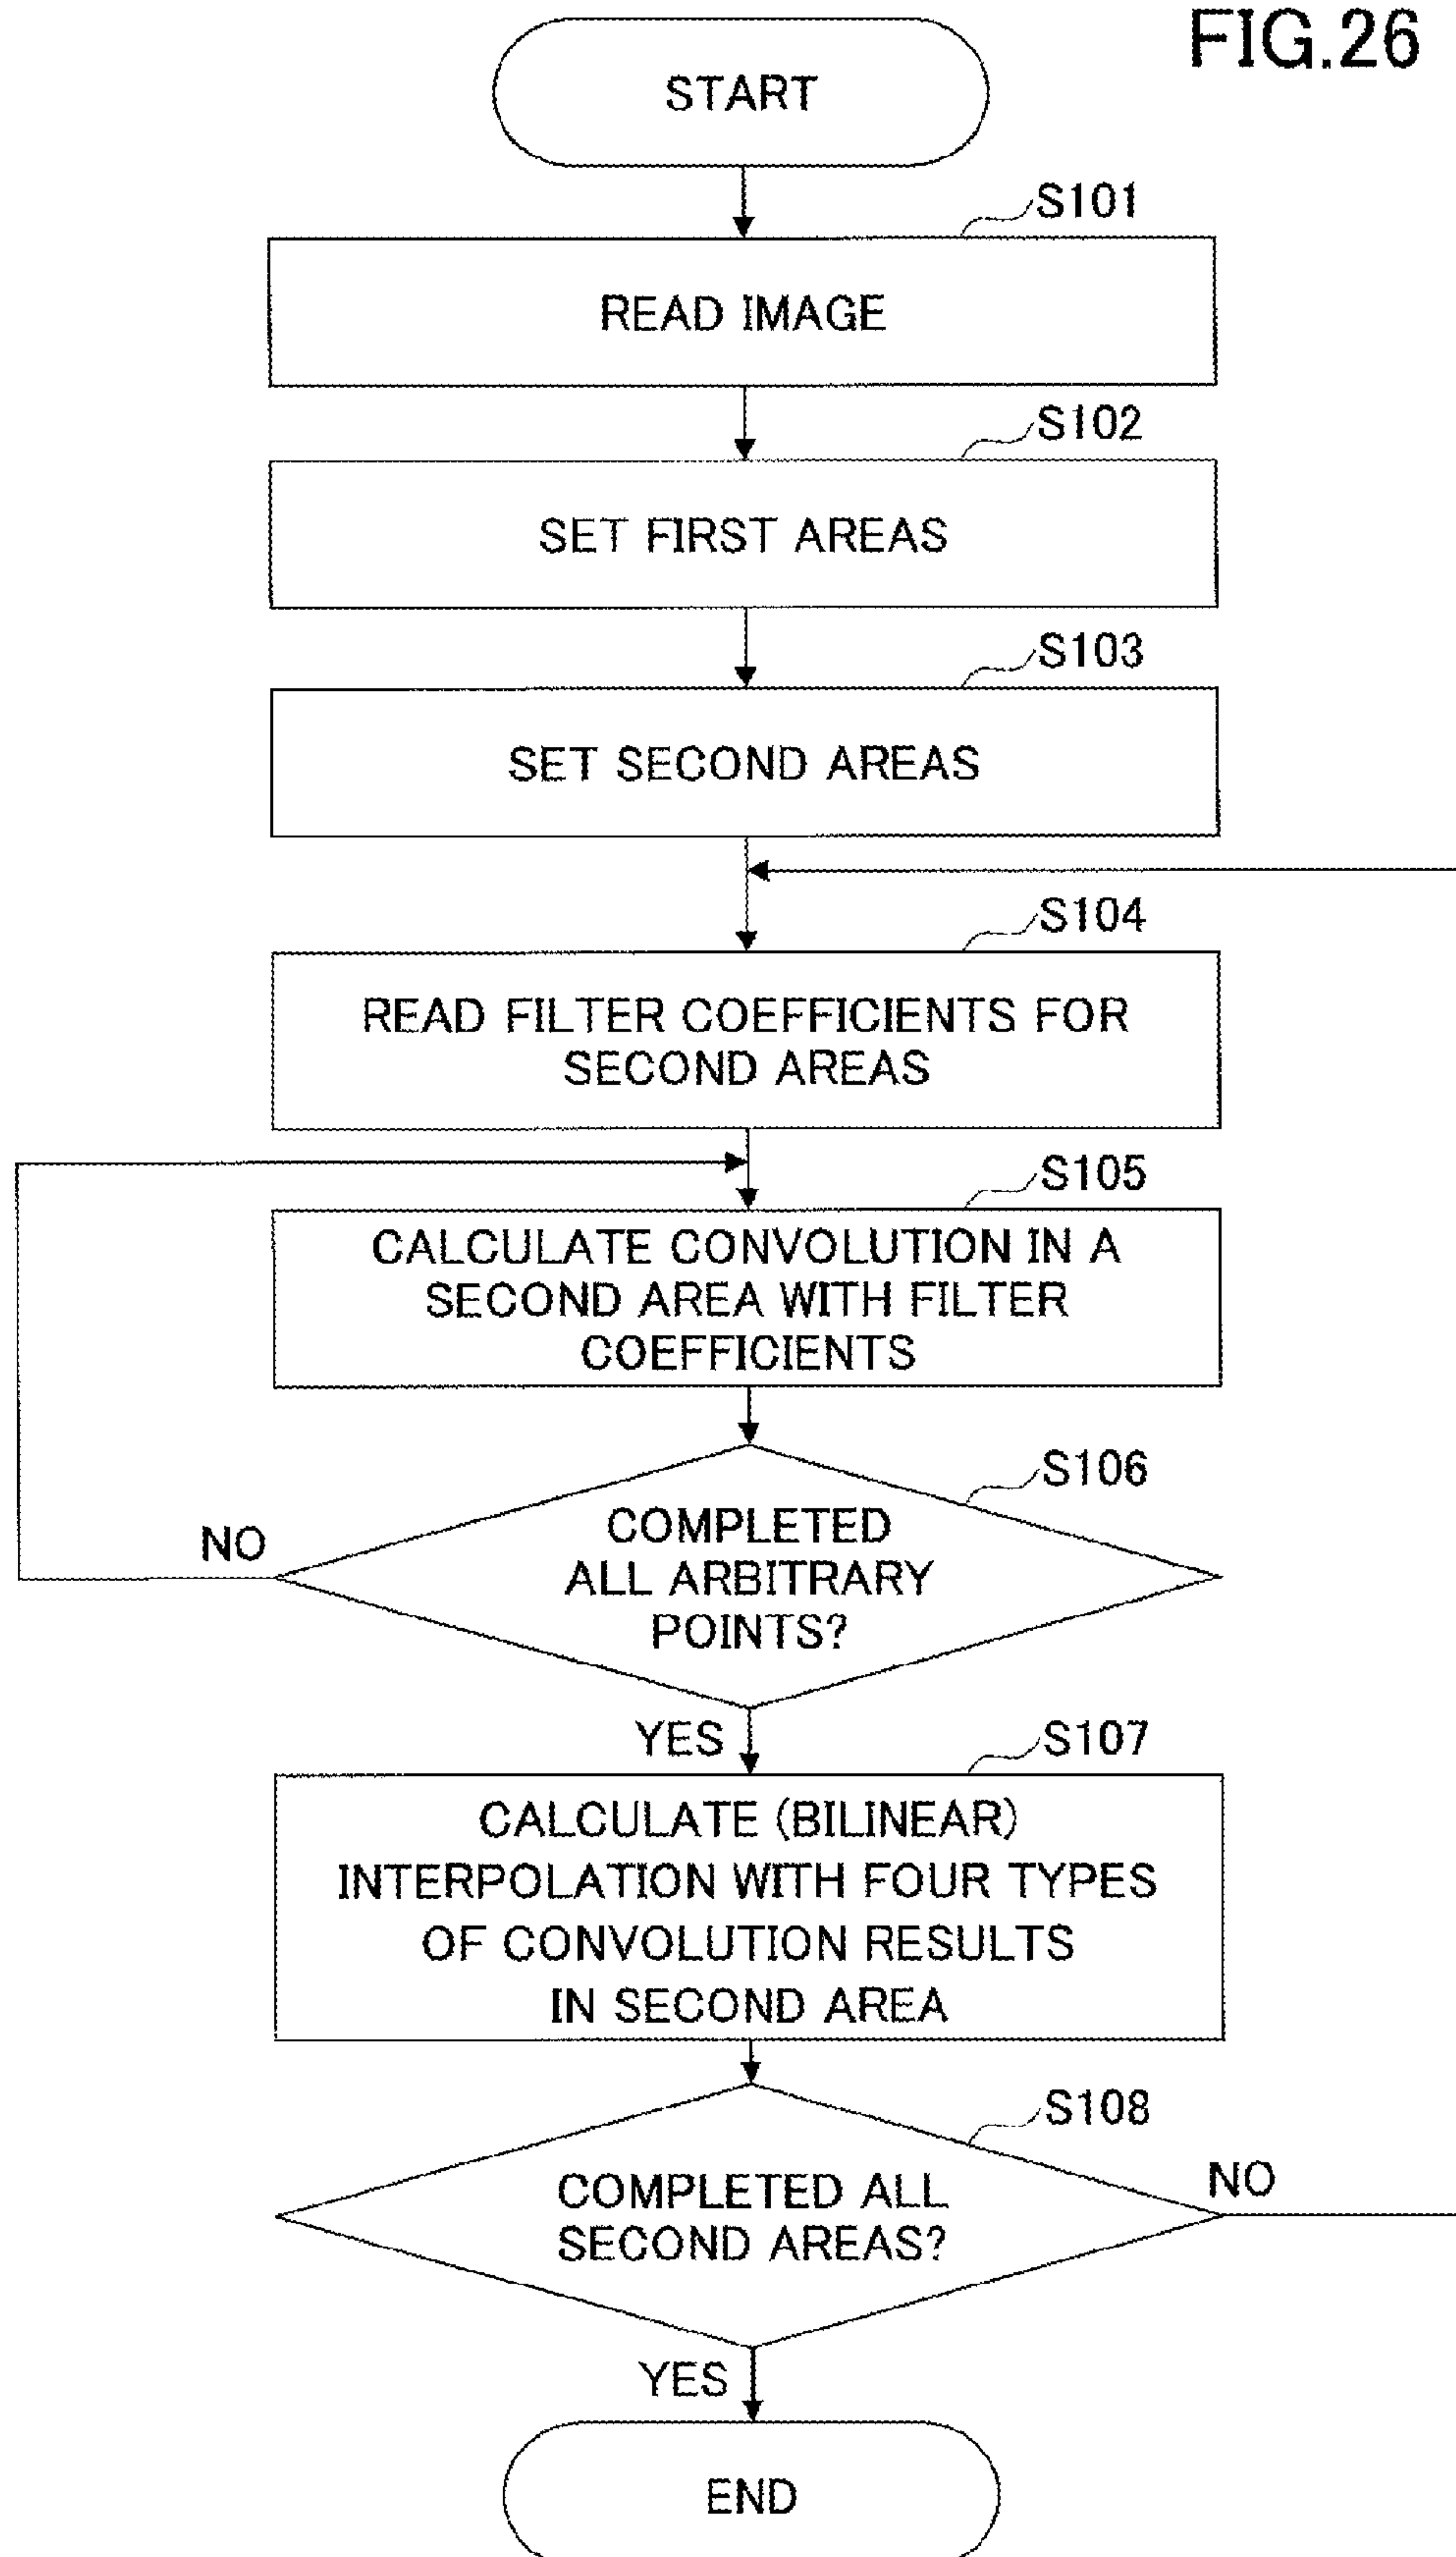 FIG.26
START
S101
READ IMAGE
S102
SET FIRST AREAS
S103
SET SECOND AREAS
S104
READ FILTER COEFFICIENTS FOR
SECOND AREAS
S105
CALCULATE CONVOLUTION IN A
SECOND AREA WITH FILTER
COEFFICIENTS
S106
NO
COMPLETED
ALL ARBITRARY
POINTS?
YES
S107
CALCULATE (BILINEAR)
INTERPOLATION WITH FOUR TYPES
OF CONVOLUTION RESULTS
IN SECOND AREA
S108
NO
COMPLETED ALL
SECOND AREAS?
YES
END